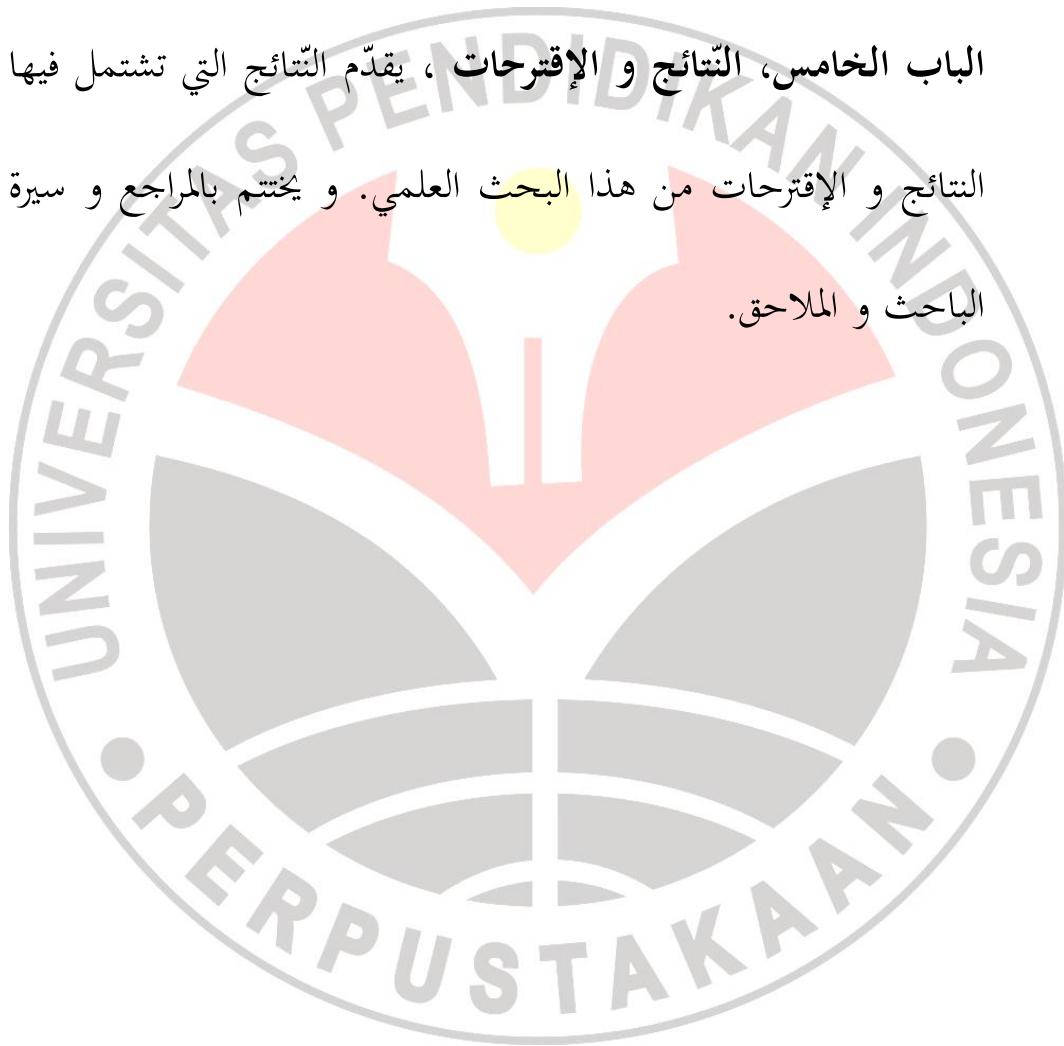 الباب الخامس، النّتائج و الإقترحات ، يقدّم النّتائج التي تشتمل فيها
النتائج و الإقترحات من هذا البحث العلمي. و يختتم بالمراجع و سيرة
الباحث و الملاحق.
UNIVERSITAS PENDIDIKAN INDONESIA
PERPUSTAKAAN